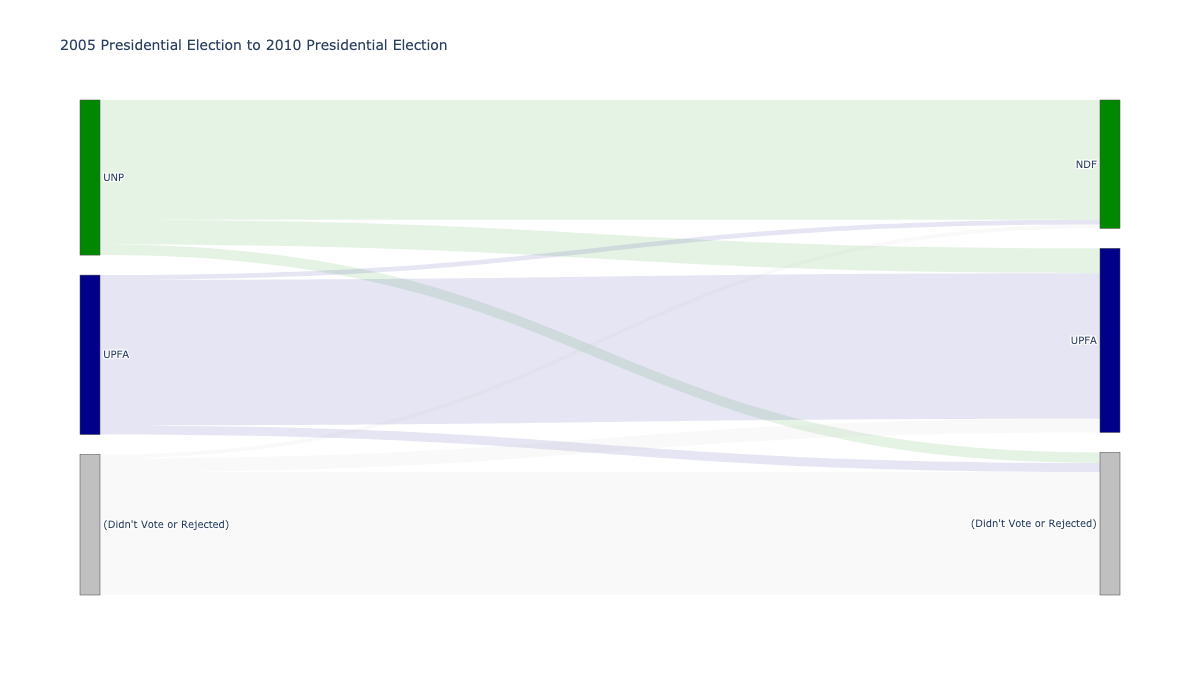 2005 Presidential Election to 2010 Presidential Election
NDF
UNP
UPFA
UPFA
(Didn't Vote or Rejected)
(Didn't Vote or Rejected)